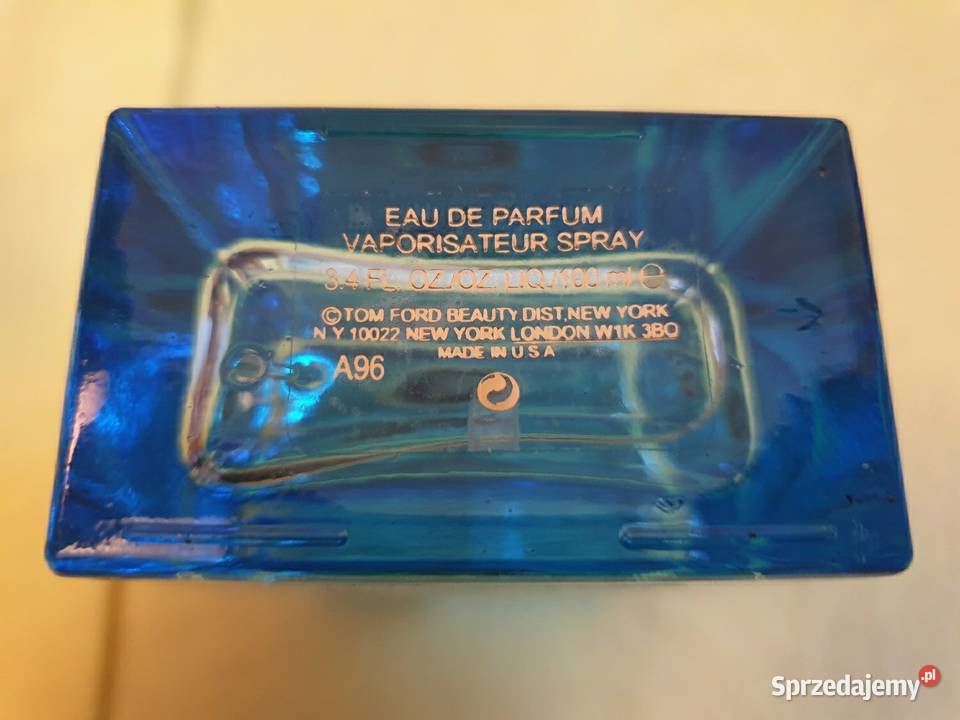 EAU DE PARFUM
VAPORISATEUR SPRAY
3.4 FL. OZ./OZ. LIQ./100 ml ℮
©TOM FORD BEAUTY DIST,NEW YORK
N Y 10022 NEW YORK LONDON W1K 3BQ
MADE IN U S A
A96
Sprzedajemy.pl